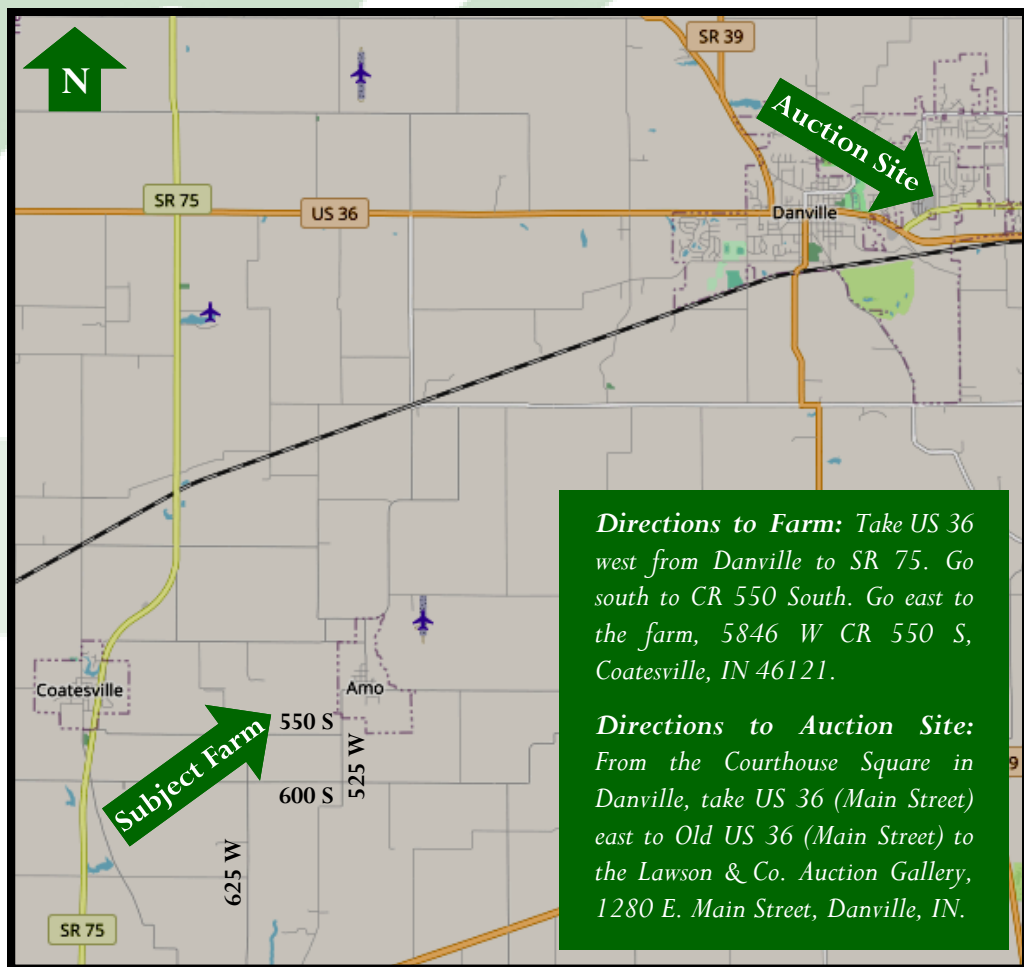 N
SR 39
Auction Site
SR 75
US 36
Danville
Directions to Farm: Take US 36
west from Danville to SR 75. Go
south to CR 550 South. Go east to
the farm, 5846 W CR 550 S,
Coatesville, IN 46121.
Directions to Auction Site:
From the Courthouse Square in
Danville, take US 36 (Main Street)
east to Old US 36 (Main Street) to
the Lawson & Co. Auction Gallery,
1280 E. Main Street, Danville, IN.
Coatesville
Amo
Subject Farm
550 S
525 W
600 S
9
625 W
SR 75